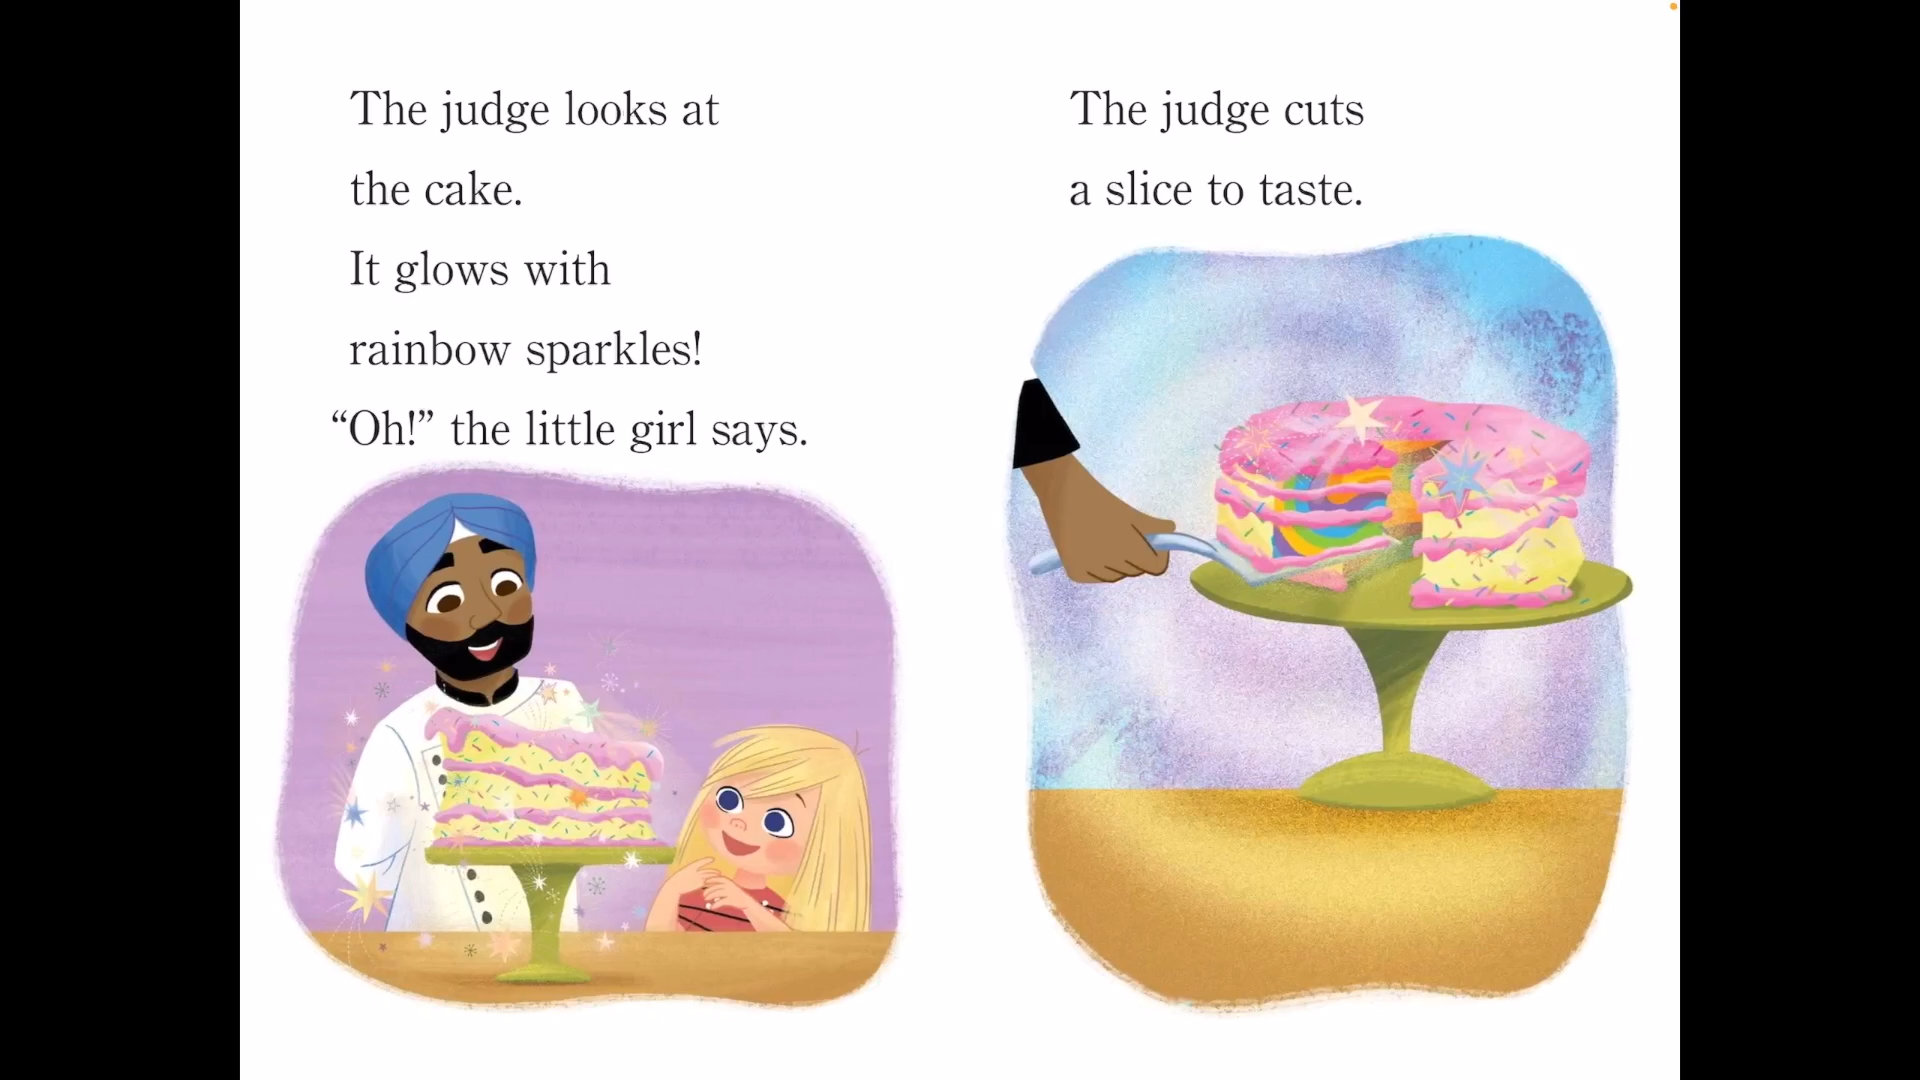 The judge looks at
the cake.
It glows with
rainbow sparkles!
“Oh!” the little girl says.
The judge cuts
a slice to taste.